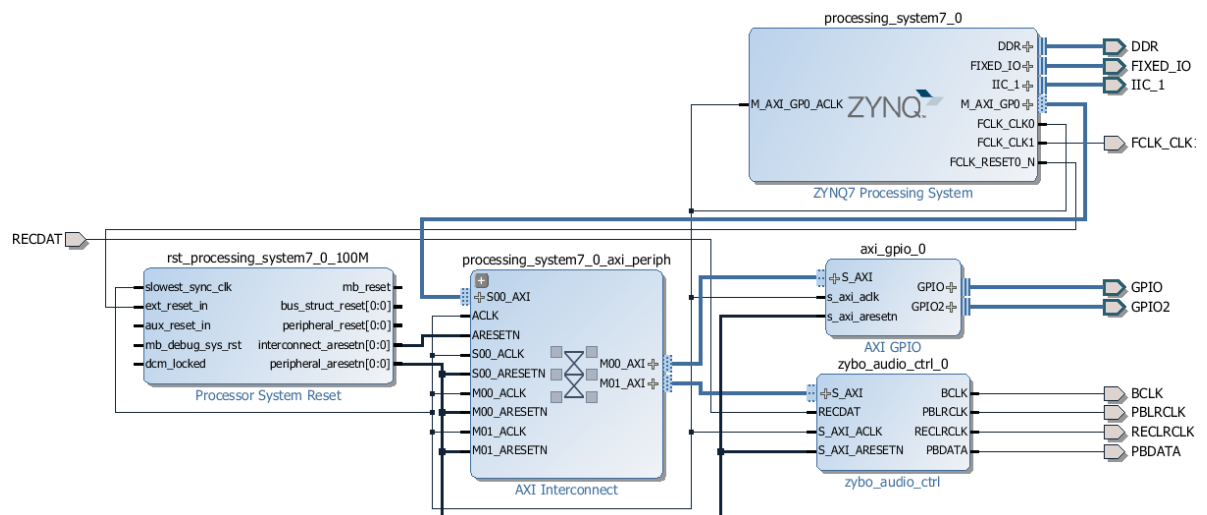 processing_system7_0
DDR
FIXED_IO
IIC_1
M_AXI_GP0
M_AXI_GP0_ACLK
ZYNQ
FCLK_CLK0
FCLK_CLK1
FCLK_RESET0_N
ZYNQ7 Processing System
DDR
FIXED_IO
IIC_1
FCLK_CLK1
RECDAT
rst_processing_system7_0_100M
slowest_sync_clk
ext_reset_in
aux_reset_in
mb_debug_sys_rst
dcm_locked
mb_reset
bus_struct_reset[0:0]
peripheral_reset[0:0]
interconnect_aresetn[0:0]
peripheral_aresetn[0:0]
Processor System Reset
processing_system7_0_axi_periph
S00_AXI
ACLK
ARESETN
S00_ACLK
S00_ARESETN
M00_ACLK
M00_ARESETN
M01_ACLK
M01_ARESETN
M00_AXI
M01_AXI
AXI Interconnect
axi_gpio_0
S_AXI
s_axi_aclk
s_axi_aresetn
GPIO
GPIO2
AXI GPIO
GPIO
GPIO2
zybo_audio_ctrl_0
S_AXI
RECDAT
S_AXI_ACLK
S_AXI_ARESETN
BCLK
PBLRCLK
RECLRCLK
PBDATA
zybo_audio_ctrl
BCLK
PBLRCLK
RECLRCLK
PBDATA